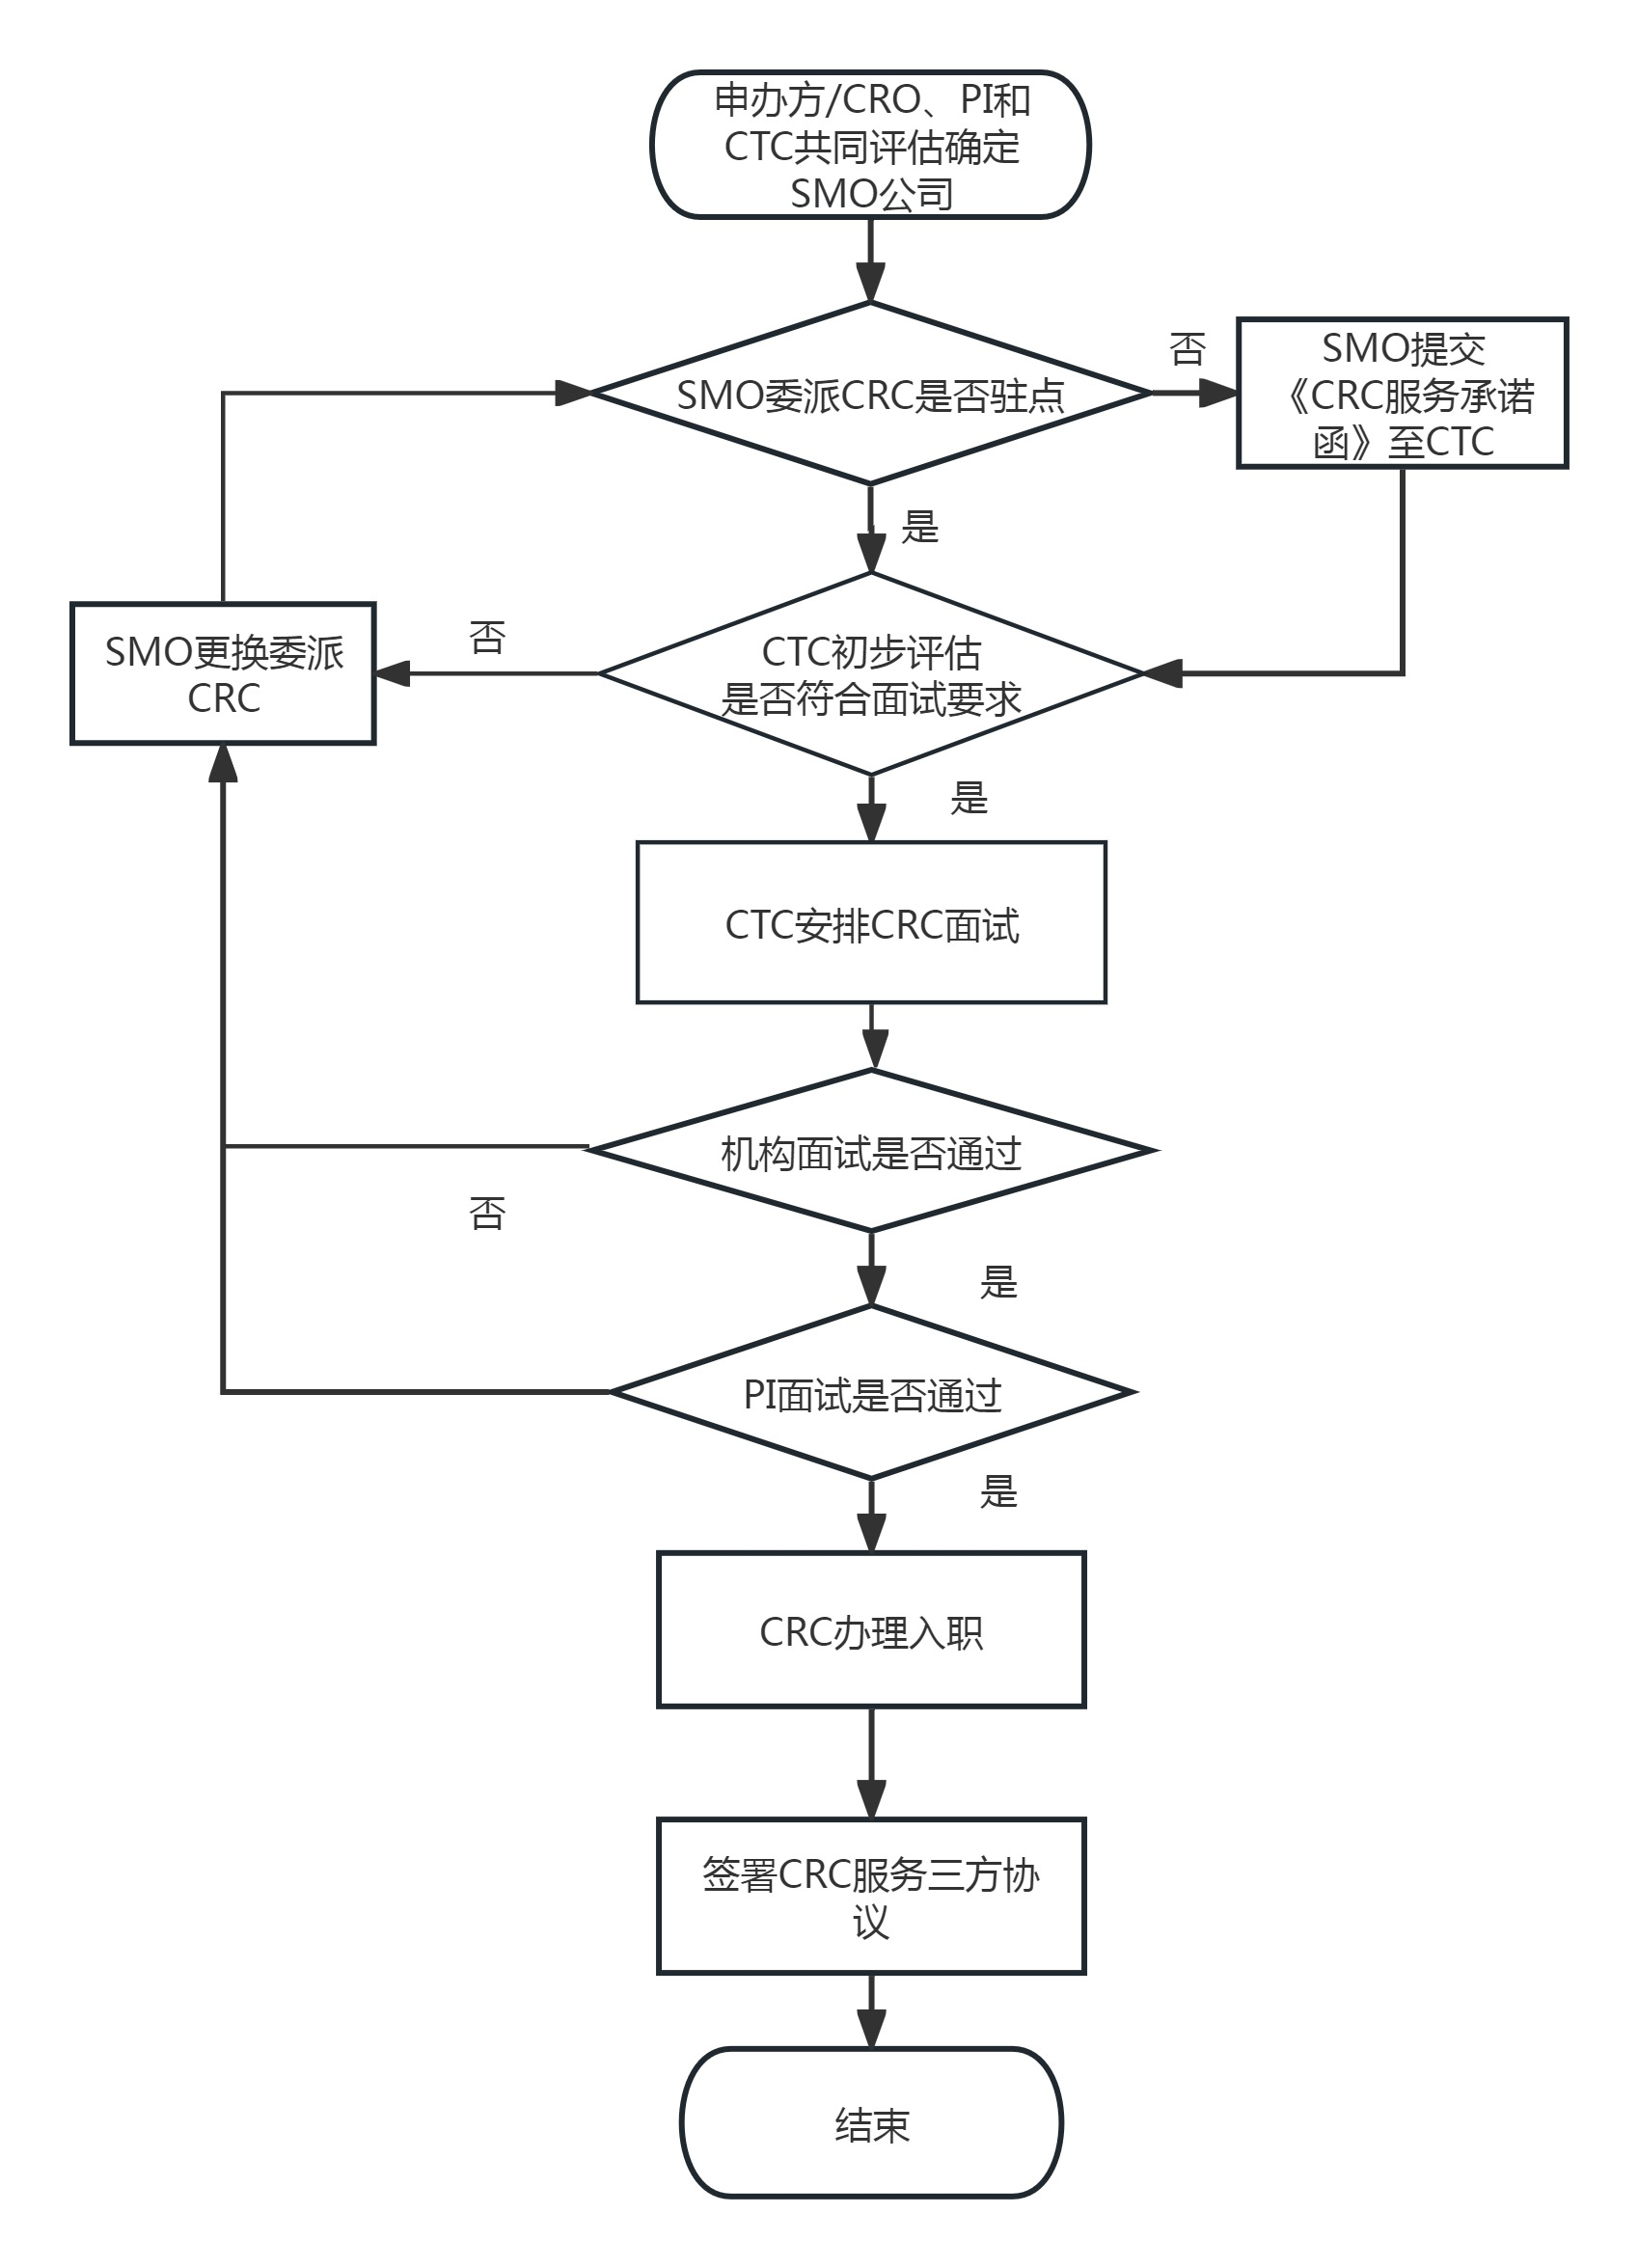 申办方/CRO、PI和
CTC共同评估确定
SMO公司
SMO委派CRC是否驻点
否
SMO提交
《CRC服务承诺
函》至CTC
是
SMO更换委派
CRC
否
CTC初步评估
是否符合面试要求
是
CTC安排CRC面试
机构面试是否通过
否
是
PI面试是否通过
是
CRC办理入职
签署CRC服务三方协
议
结束